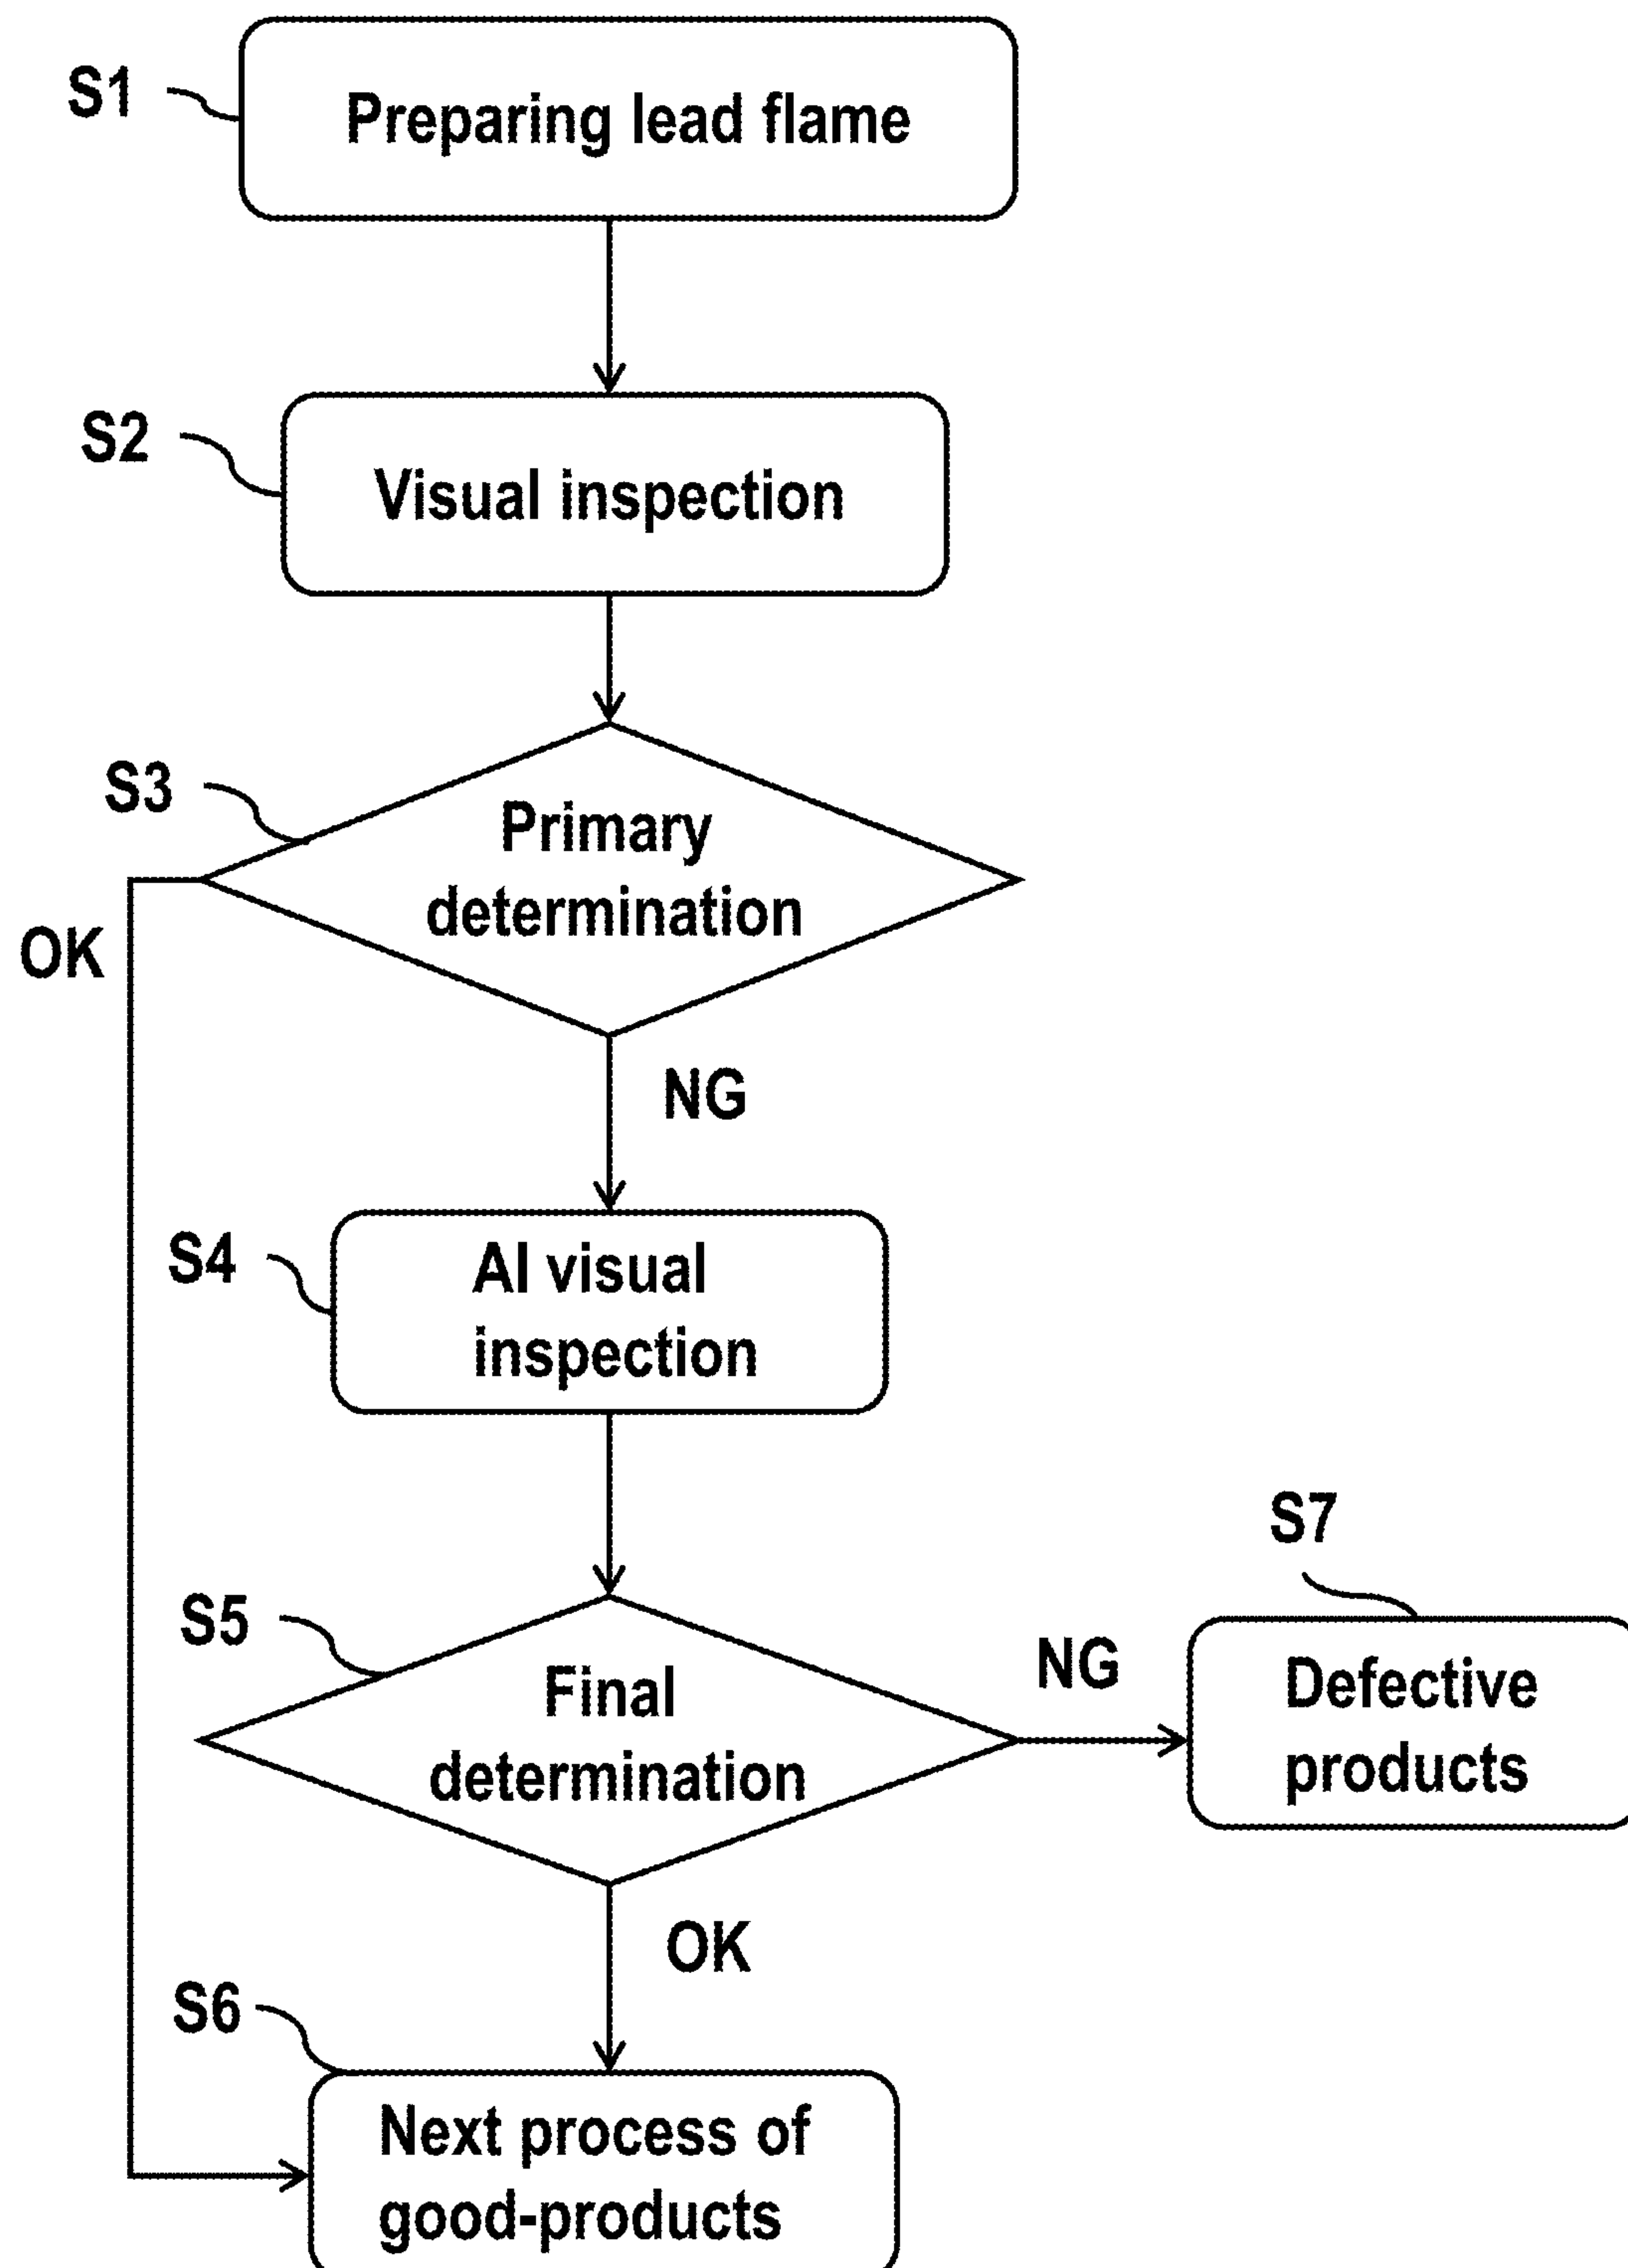 S1
Preparing lead flame
S2
Visual inspection
S3
Primary
determination
OK
NG
S4
AI visual
inspection
S7
S5
Final
determination
NG
Defective
products
OK
S6
Next process of
good-products